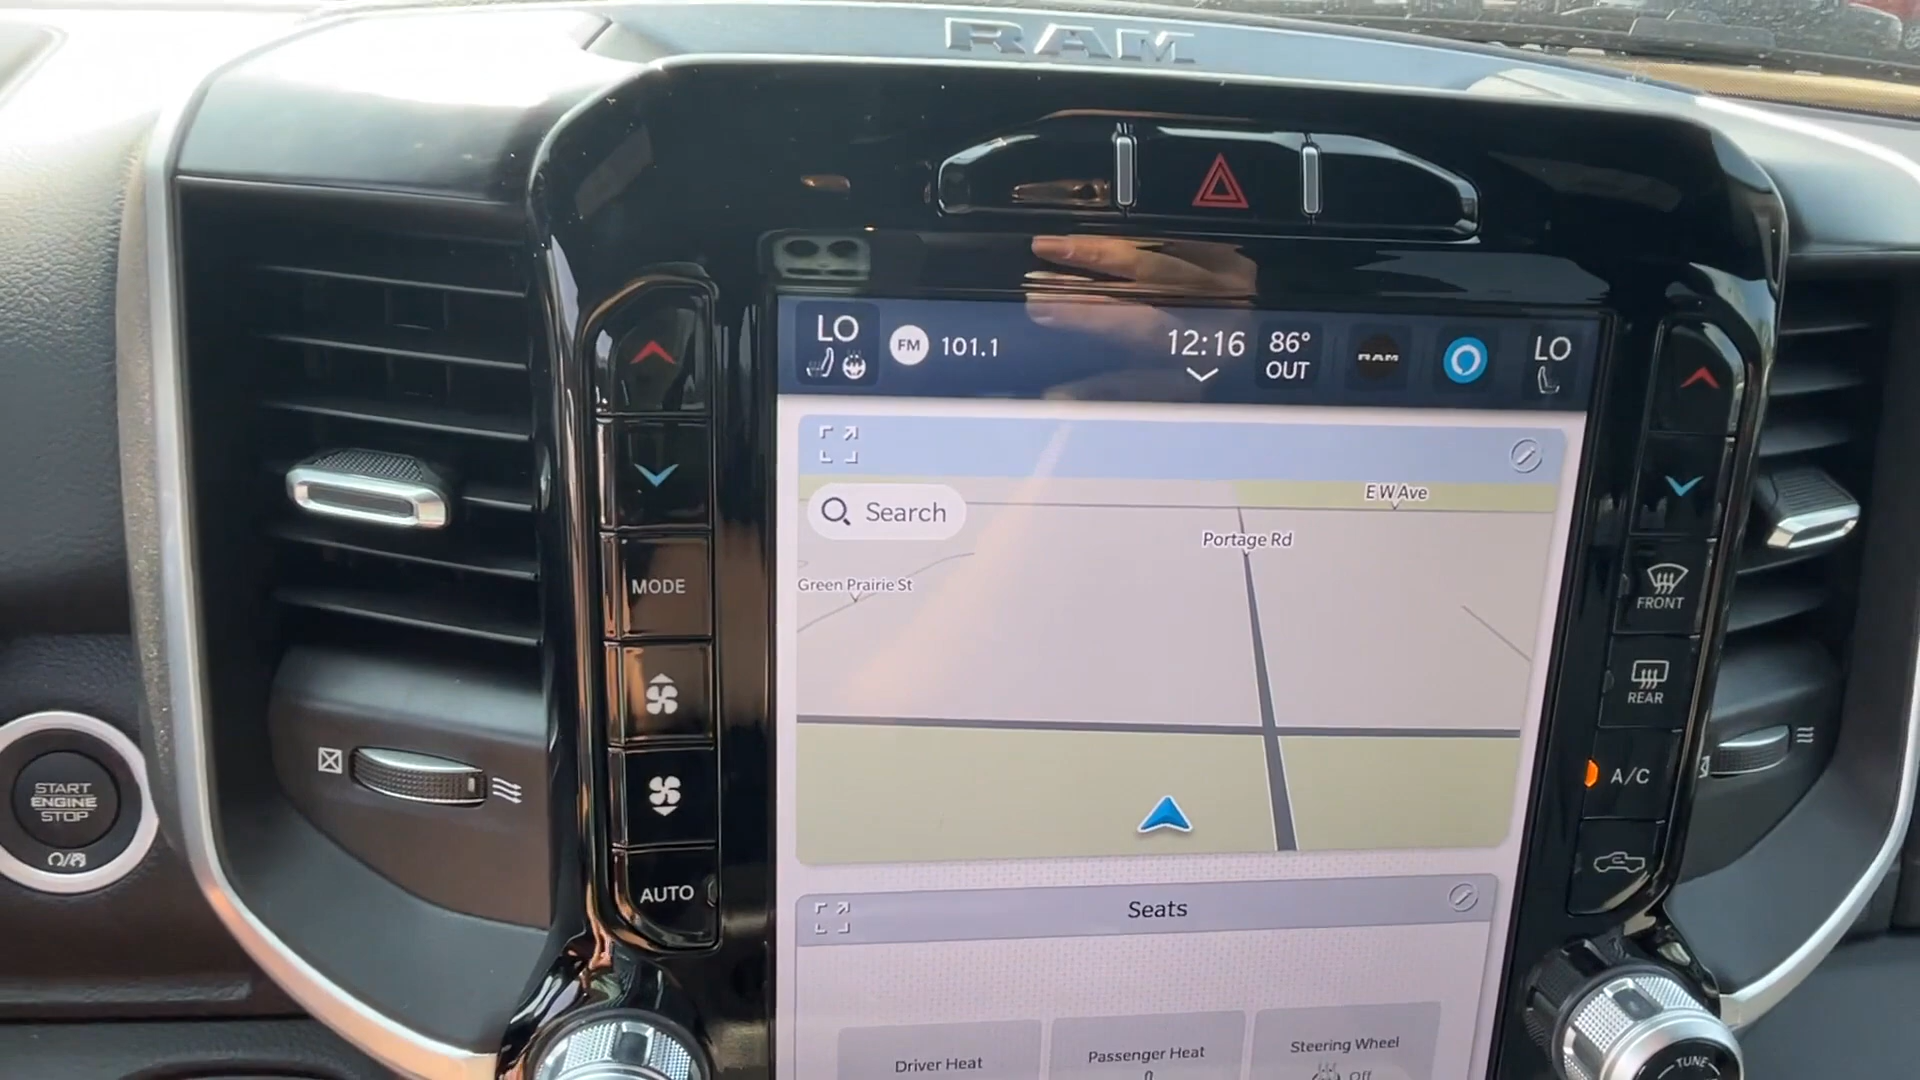 RAM
LO
FM 101.1
12:16
86°
OUT
RAM
LO
Search
E W Ave
Portage Rd
Green Prairie St
MODE
AUTO
FRONT
REAR
A/C
START
ENGINE
STOP
Seats
Driver Heat
Passenger Heat
0
Steering Wheel
Off
TUNE